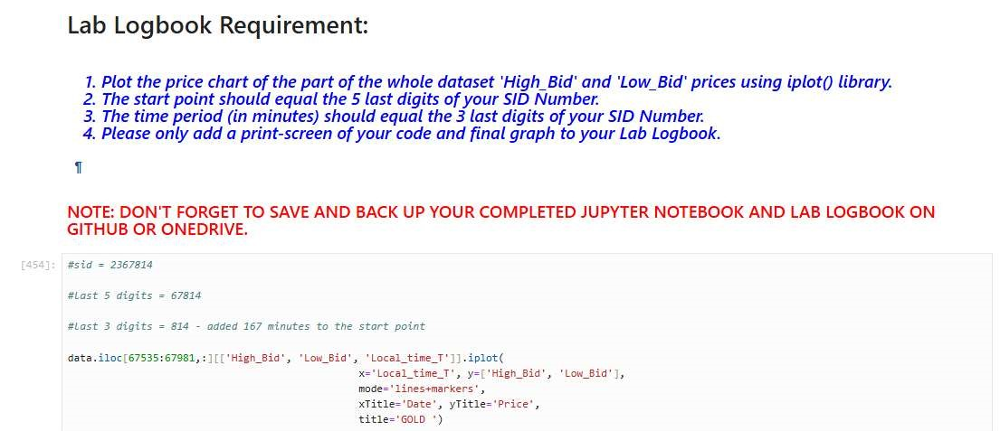 Lab Logbook Requirement:
1. Plot the price chart of the part of the whole dataset 'High_Bid' and 'Low_Bid' prices using iplot() library.
2. The start point should equal the 5 last digits of your SID Number.
3. The time period (in minutes) should equal the 3 last digits of your SID Number.
4. Please only add a print-screen of your code and final graph to your Lab Logbook.
¶
NOTE: DON'T FORGET TO SAVE AND BACK UP YOUR COMPLETED JUPYTER NOTEBOOK AND LAB LOGBOOK ON
GITHUB OR ONEDRIVE.
[454]: #sid = 2367814
#Last 5 digits = 67814
#Last 3 digits = 814 - added 167 minutes to the start point
data.iloc[67535:67981,:][['High_Bid', 'Low_Bid', 'Local_time_T']].iplot(
x='Local_time_T', y=['High_Bid', 'Low_Bid'],
mode='lines+markers',
xTitle='Date', yTitle='Price',
title='GOLD ')